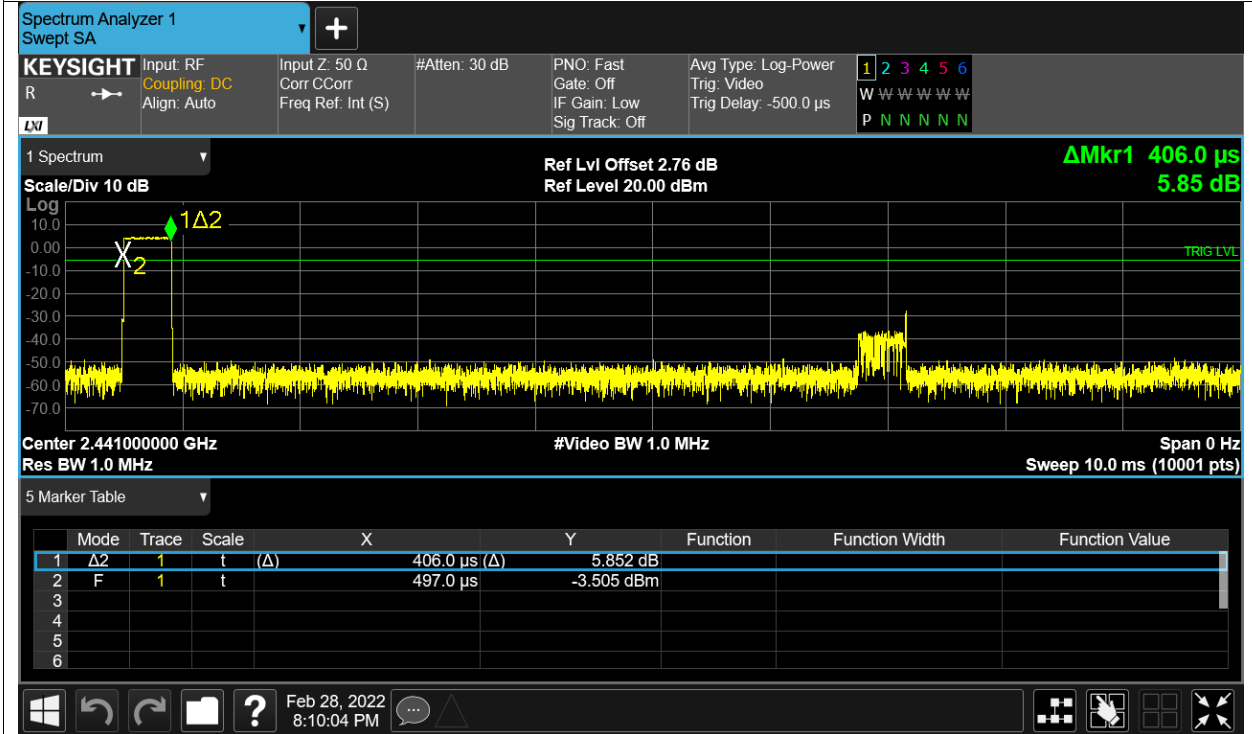 Spectrum Analyzer 1
Swept SA
KEYSIGHT Input: RF Input Z: 50 Ω #Atten: 30 dB PNO: Fast Avg Type: Log-Power 1 2 3 4 5 6
R Coupling: DC Corr CCorr Gate: Off Trig: Video W W W W W W
Align: Auto Freq Ref: Int (S) IF Gain: Low Trig Delay: -500.0 µs
LXI Sig Track: Off P N N N N N
1 Spectrum Ref Lvl Offset 2.76 dB ΔMkr1 406.0 µs
Scale/Div 10 dB Ref Level 20.00 dBm 5.85 dB
Log
10.0 1Δ2
0.00 TRIG LVL
X2
-10.0
-20.0
-30.0
-40.0
-50.0
-60.0
-70.0
Center 2.441000000 GHz #Video BW 1.0 MHz Span 0 Hz
Res BW 1.0 MHz Sweep 10.0 ms (10001 pts)
5 Marker Table
Mode Trace Scale X Y Function Function Width Function Value
1 Δ2 1 t (Δ) 406.0 µs (Δ) 5.852 dB
2 F 1 t 497.0 µs -3.505 dBm
3
4
5
6
? Feb 28, 2022
8:10:04 PM